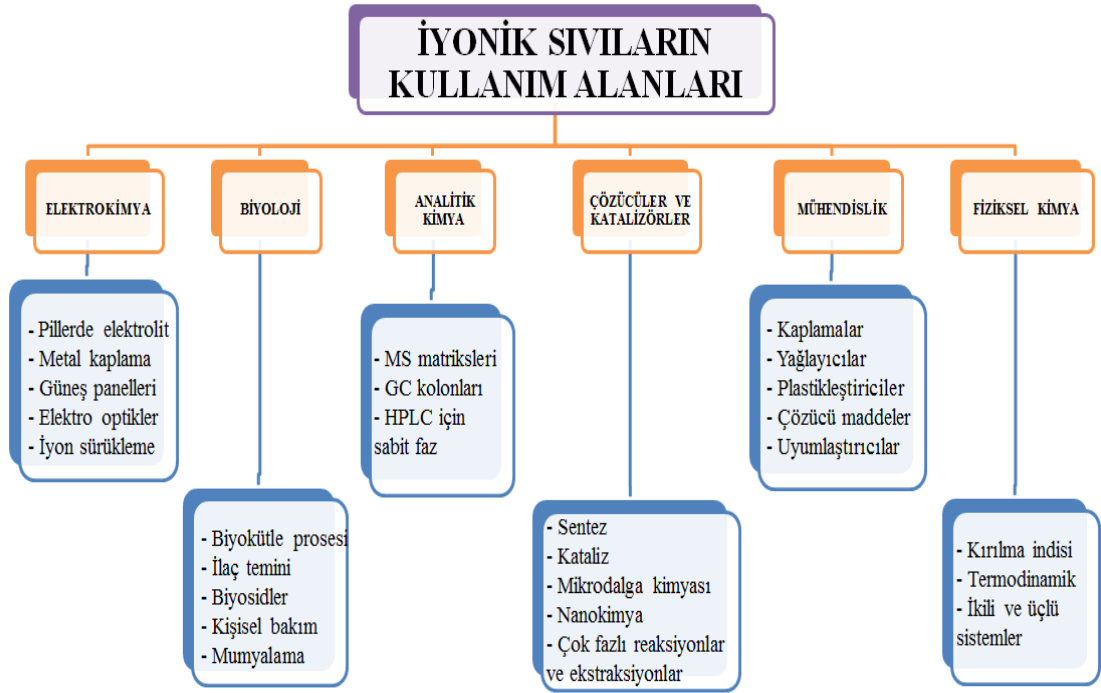 İYONİK SIVILARIN
KULLANIM ALANLARI
ELEKTROKİMYA
- Pillerde elektrolit
- Metal kaplama
- Güneş panelleri
- Elektro optikler
- İyon sürükleme
BİYOLOJİ
- Biyokütle prosesi
- İlaç temini
- Biyosidler
- Kişisel bakım
- Mumyalama
ANALİTİK
KİMYA
- MS matriksleri
- GC kolonları
- HPLC için
sabit faz
ÇÖZÜCÜLER VE
KATALİZÖRLER
- Sentez
- Kataliz
- Mikrodalga kimyası
- Nanokimya
- Çok fazlı reaksiyonlar
ve ekstraksiyonlar
MÜHENDİSLİK
- Kaplamalar
- Yağlayıcılar
- Plastikleştiriciler
- Çözücü maddeler
- Uyumlaştırıcılar
FİZİKSEL KİMYA
- Kırılma indisi
- Termodinamik
- İkili ve üçlü
sistemler